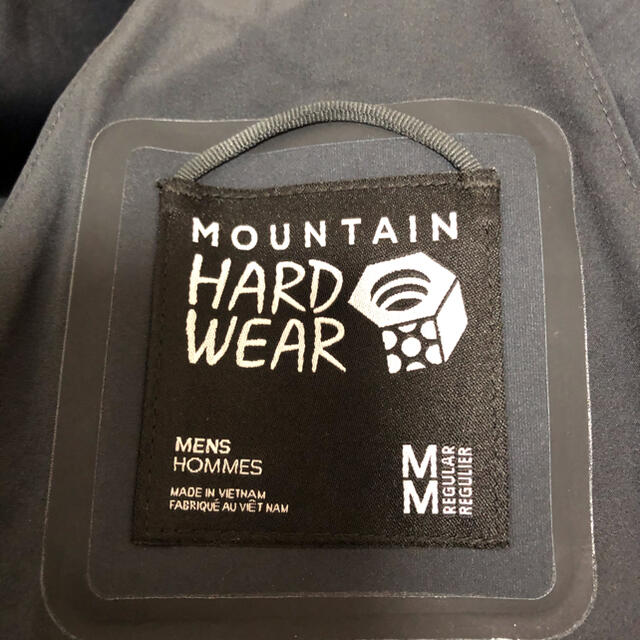 MOUNTAIN
HARD
WEAR
MENS
HOMMES
MADE IN VIETNAM
FABRIQUÉ AU VIÊT NAM
M REGULAR
M REGULIER